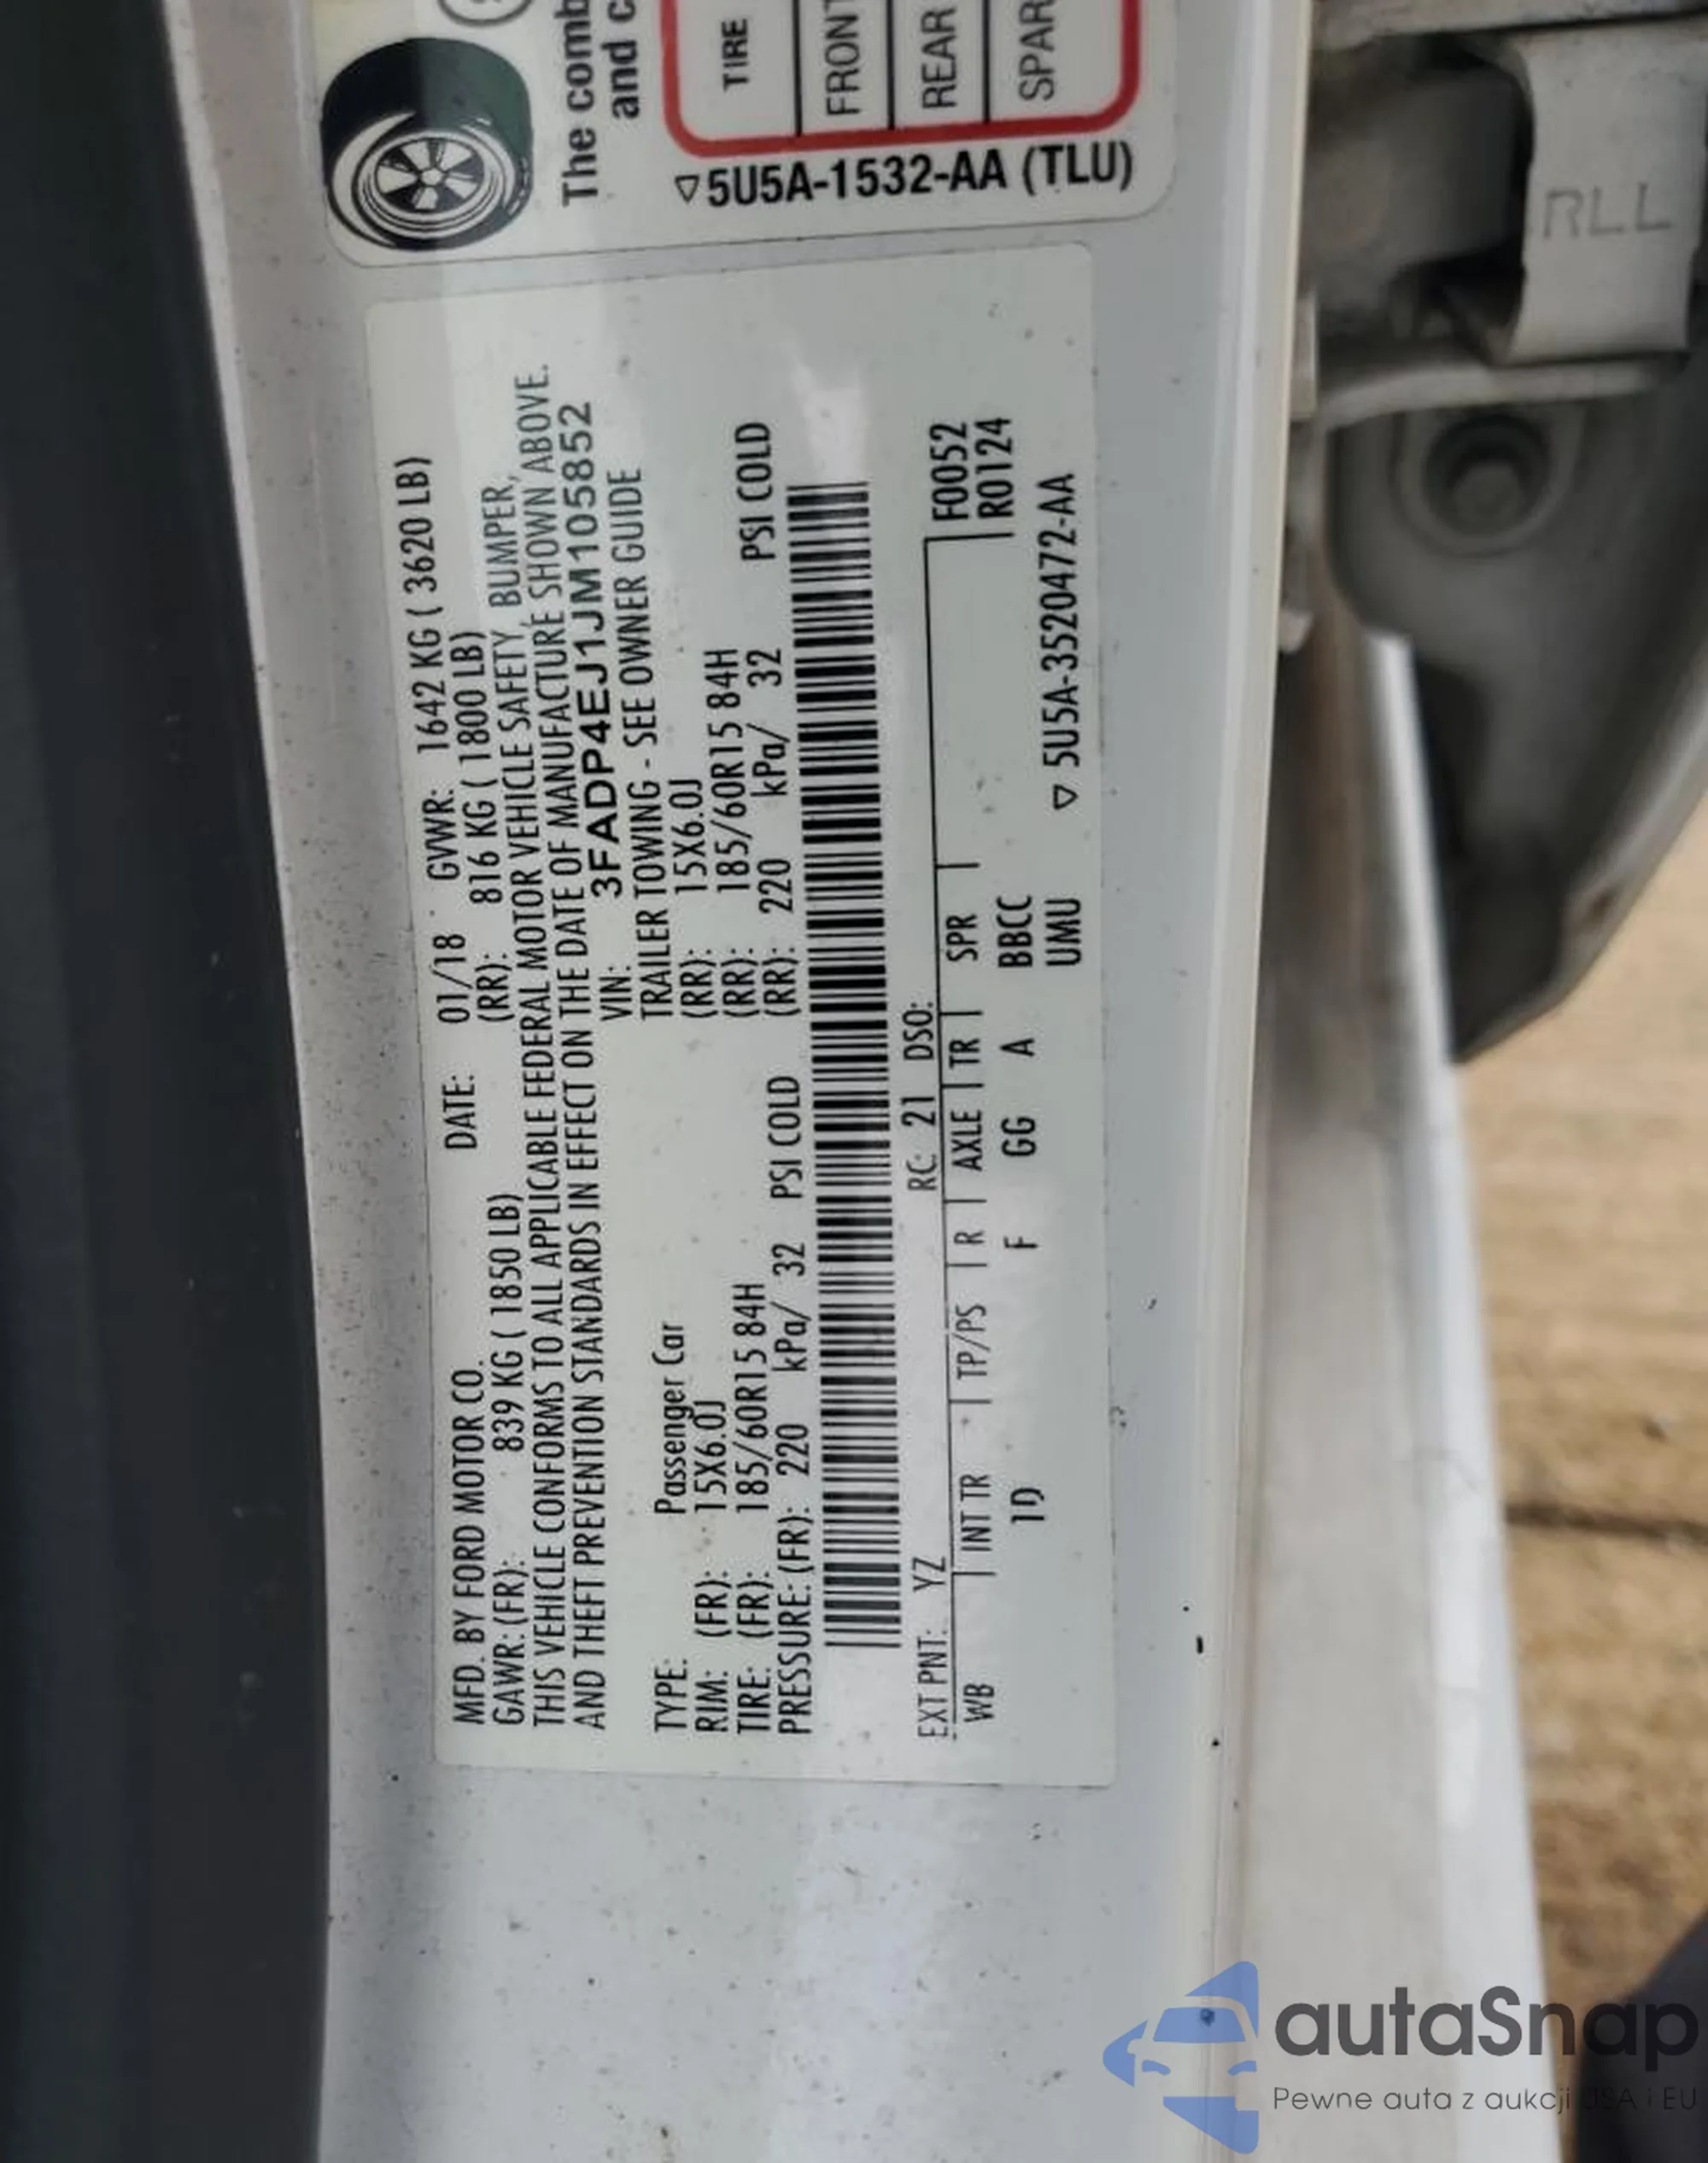 The comb
and c
TIRE
FRONT
REAR
SPAR
▽5U5A-1532-AA (TLU)
MFD. BY FORD MOTOR CO. DATE: 01/18 GVWR: 1642 KG ( 3620 LB)
GAWR: (FR): 839 KG ( 1850 LB) (RR): 816 KG ( 1800 LB)
THIS VEHICLE CONFORMS TO ALL APPLICABLE FEDERAL MOTOR VEHICLE SAFETY, BUMPER,
AND THEFT PREVENTION STANDARDS IN EFFECT ON THE DATE OF MANUFACTURE SHOWN ABOVE.
VIN: 3FADP4EJ1JM105852
TYPE: Passenger Car TRAILER TOWING - SEE OWNER GUIDE
RIM: (FR): 15X6.0J (RR): 15X6.0J
TIRE: (FR): 185/60R15 84H (RR): 185/60R15 84H
PRESSURE: (FR): 220 kPa/ 32 PSI COLD (RR): 220 kPa/ 32 PSI COLD
EXT PNT: YZ RC: 21 DSO:
WB | INT TR | TP/PS | R | AXLE | TR | SPR | F0052
1D F GG A BBCC R0124
UMU ▽ 5U5A-3520472-AA
RLL
autaSnap
Pewne auta z aukcji USA i EU